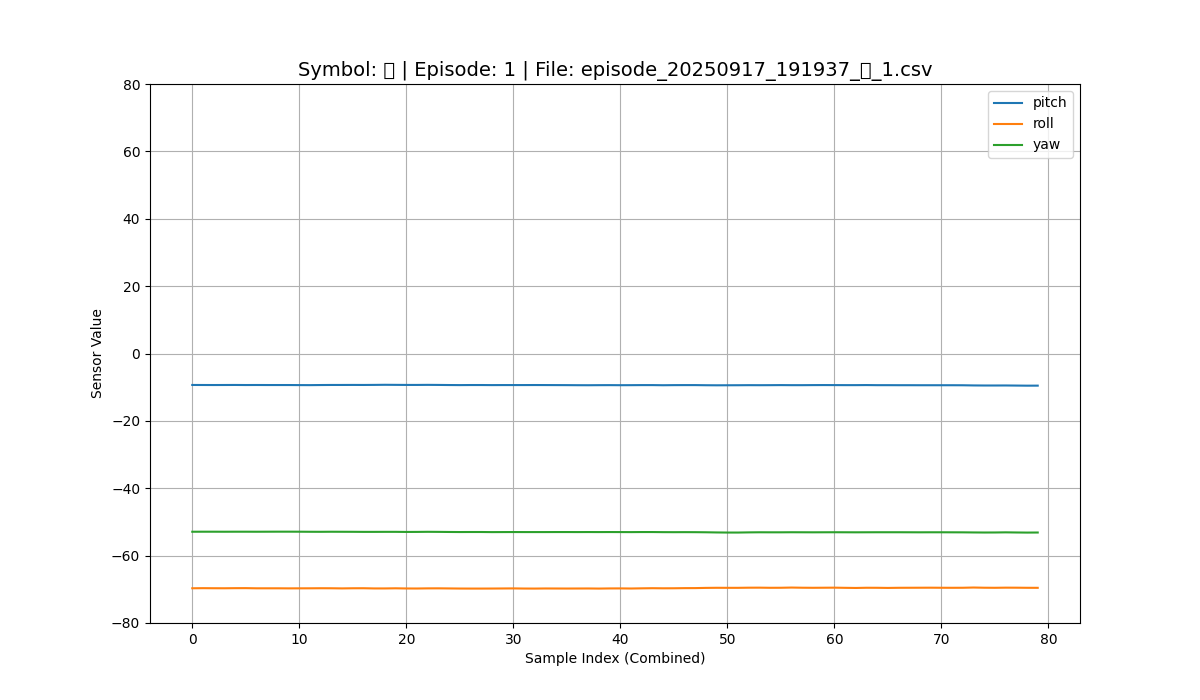 Symbol: | Episode: 1 | File: episode_20250917_191937_ _1.csv
80
60
40
20
0
−20
−40
−60
−80
Sensor Value
pitch
roll
yaw
0 10 20 30 40 50 60 70 80
Sample Index (Combined)